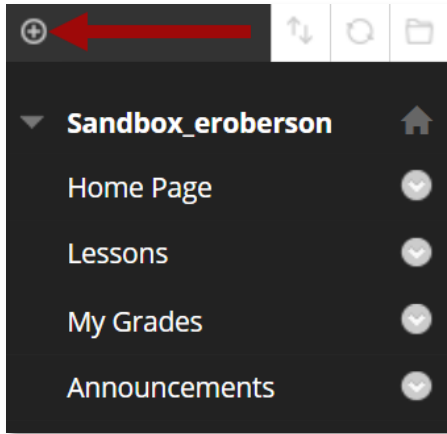 Sandbox_eroberson
Home Page
Lessons
My Grades
Announcements